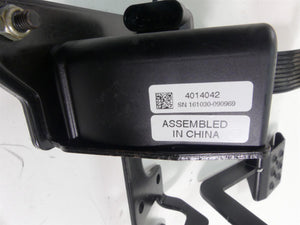 4014042
SN 161030-090969
ASSEMBLED
IN CHINA